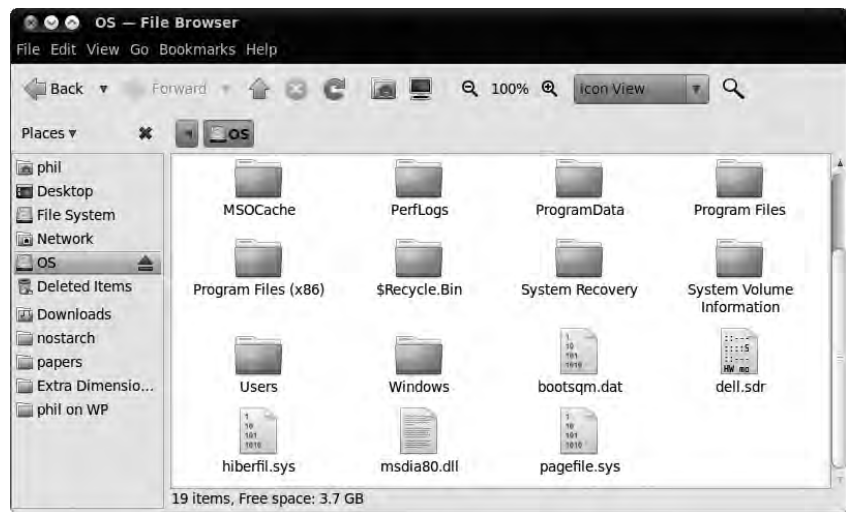 OS — File Browser
File Edit View Go Bookmarks Help
Back Forward 100% Icon View
Places OS
phil
Desktop
File System
Network
OS
Deleted Items
Downloads
nostarch
papers
Extra Dimensio...
phil on WP
MSOCache PerfLogs ProgramData Program Files
Program Files (x86) $Recycle.Bin System Recovery System Volume
Information
Users Windows bootsqm.dat dell.sdr
hiberfil.sys msdia80.dll pagefile.sys
19 items, Free space: 3.7 GB